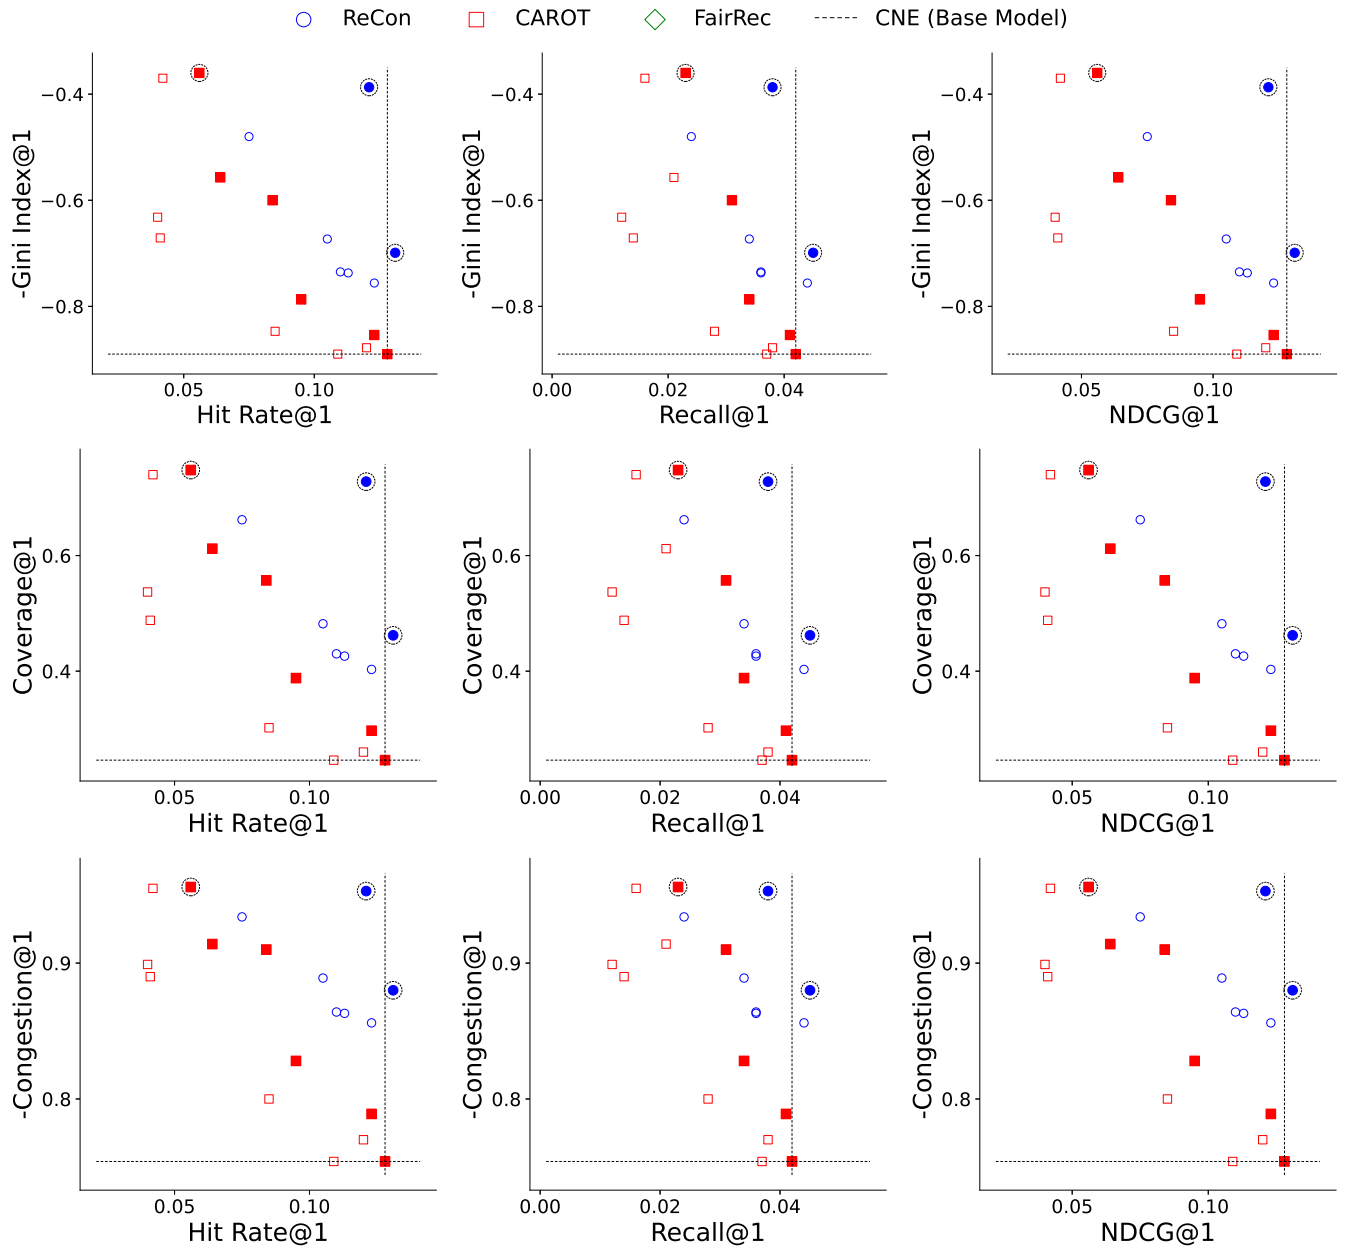 ReCon CAROT FairRec CNE (Base Model)
-Gini Index@1 -Gini Index@1 -Gini Index@1
−0.4 −0.4 −0.4
−0.6 −0.6 −0.6
−0.8 −0.8 −0.8
0.05 0.10 0.00 0.02 0.04 0.05 0.10
Hit Rate@1 Recall@1 NDCG@1
Coverage@1 Coverage@1 Coverage@1
0.6 0.6 0.6
0.4 0.4 0.4
0.05 0.10 0.00 0.02 0.04 0.05 0.10
Hit Rate@1 Recall@1 NDCG@1
-Congestion@1 -Congestion@1 -Congestion@1
0.9 0.9 0.9
0.8 0.8 0.8
0.05 0.10 0.00 0.02 0.04 0.05 0.10
Hit Rate@1 Recall@1 NDCG@1